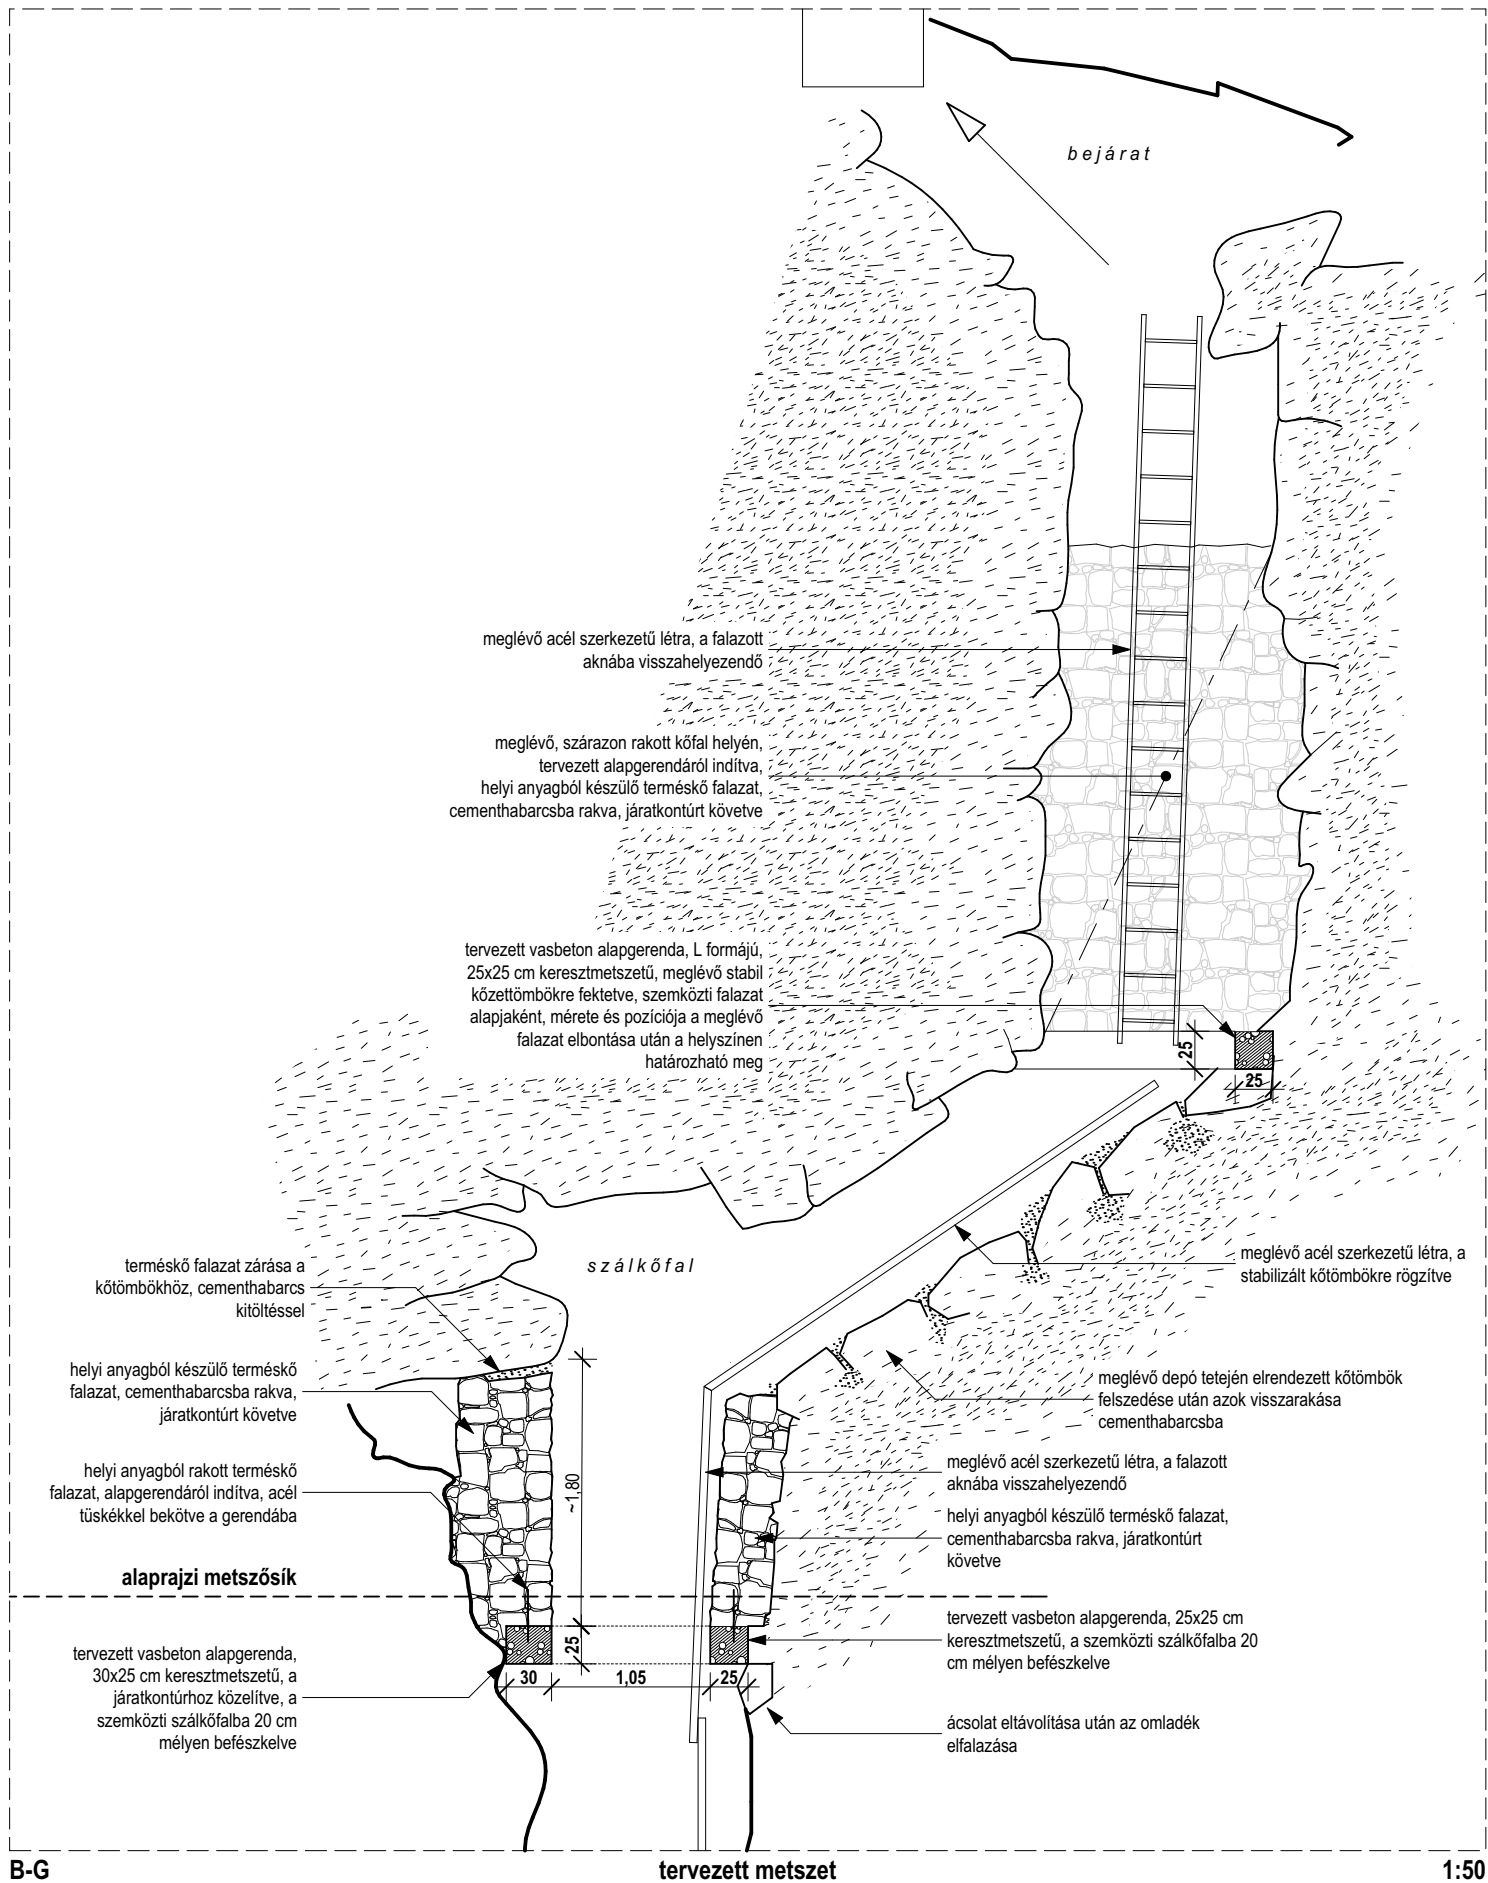 bejárat
meglévő acél szerkezetű létra, a falazott
aknába visszahelyezendő
meglévő, szárazon rakott kőfal helyén,
tervezett alapgerendáról indítva,
helyi anyagból készülő terméskő falazat,
cementhabarcsba rakva, járatkontúrt követve
tervezett vasbeton alapgerenda, L formájú,
25x25 cm keresztmetszetű, meglévő stabil
kőzettömbökre fektetve, szemközti falazat
alapjaként, mérete és pozíciója a meglévő
falazat elbontása után a helyszínen
határozható meg
25
25
szálkőfal
terméskő falazat zárása a
kőtömbökhöz, cementhabarcs
kitöltéssel
meglévő acél szerkezetű létra, a
stabilizált kőtömbökre rögzítve
helyi anyagból készülő terméskő
falazat, cementhabarcsba rakva,
járatkontúrt követve
meglévő depó tetején elrendezett kőtömbök
felszedése után azok visszarakása
cementhabarcsba
helyi anyagból rakott terméskő
falazat, alapgerendáról indítva, acél
tüskékkel bekötve a gerendába
~1,80
meglévő acél szerkezetű létra, a falazott
aknába visszahelyezendő
helyi anyagból készülő terméskő falazat,
cementhabarcsba rakva, járatkontúrt
követve
alaprajzi metszősík
tervezett vasbeton alapgerenda,
30x25 cm keresztmetszetű, a
járatkontúrhoz közelítve, a
szemközti szálkőfalba 20 cm
mélyen befészkelve
25
30
1,05
25
tervezett vasbeton alapgerenda, 25x25 cm
keresztmetszetű, a szemközti szálkőfalba 20
cm mélyen befészkelve
ácsolat eltávolítása után az omladék
elfalazása
B-G
tervezett metszet
1:50